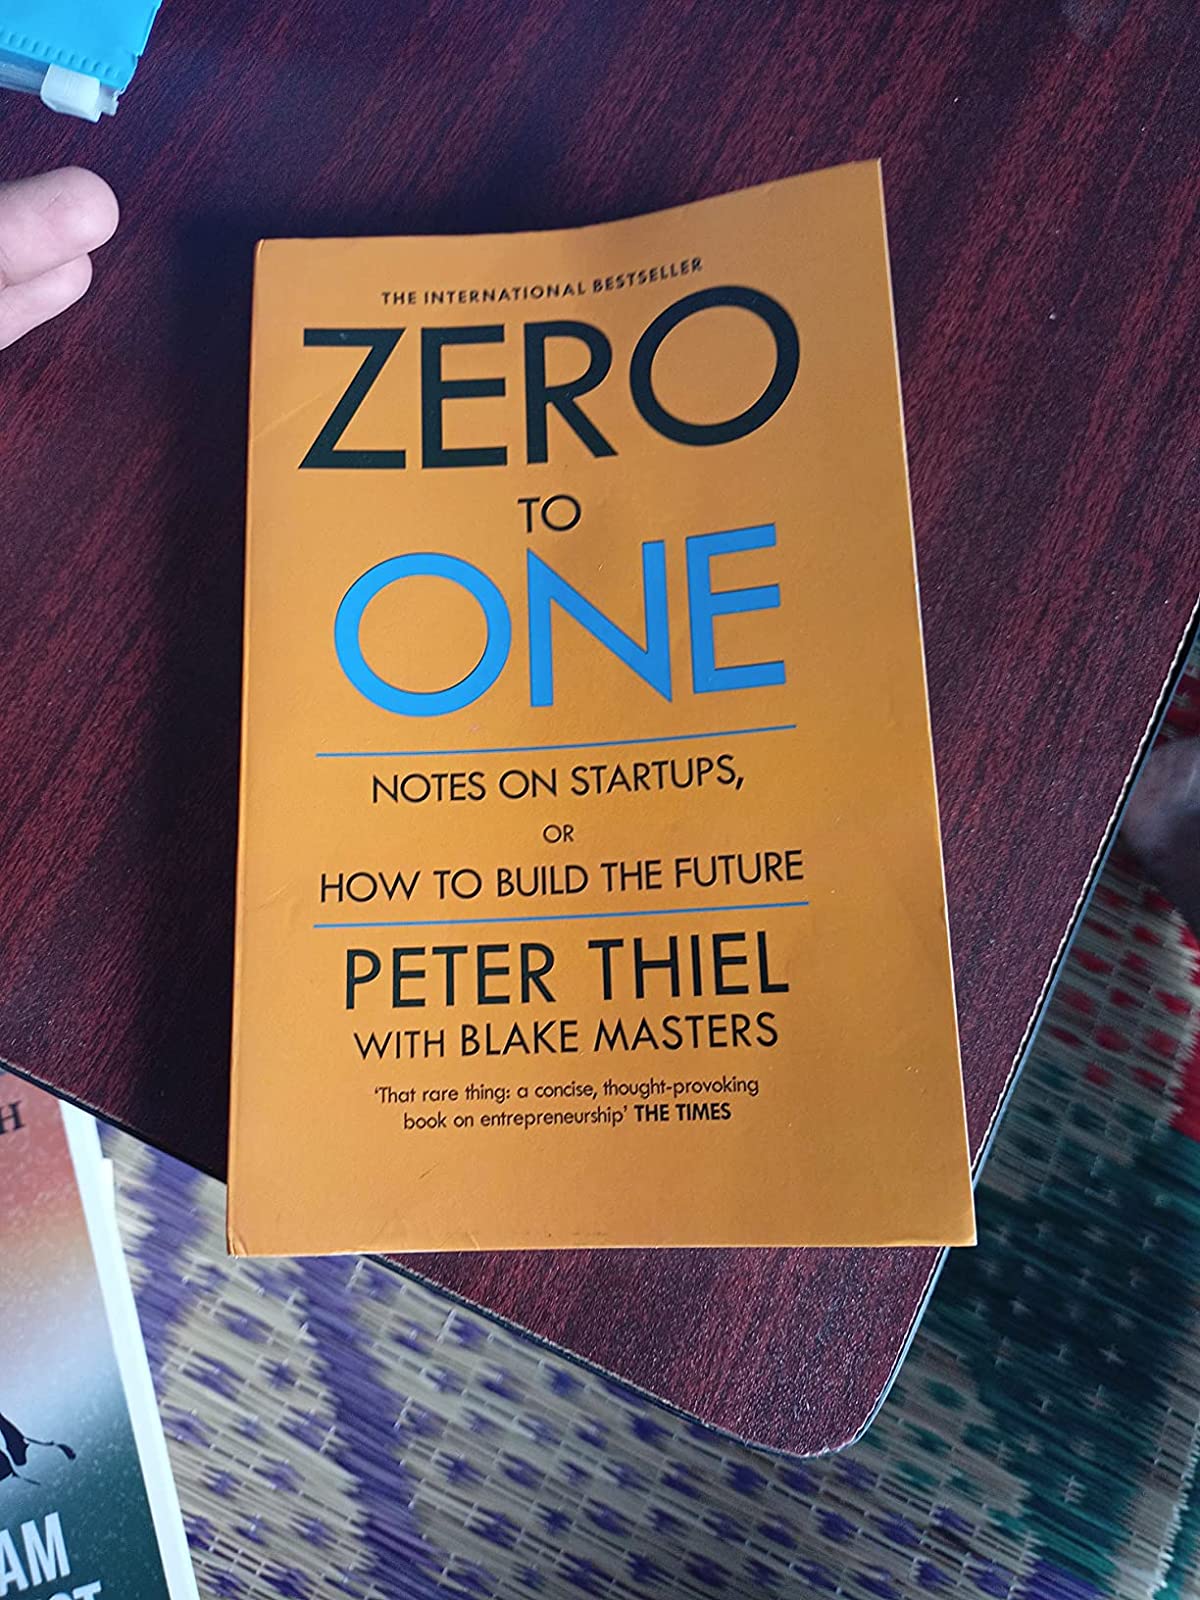 THE INTERNATIONAL BESTSELLER
ZERO
TO
ONE
NOTES ON STARTUPS,
OR
HOW TO BUILD THE FUTURE
PETER THIEL
WITH BLAKE MASTERS
'That rare thing: a concise, thought-provoking
book on entrepreneurship' THE TIMES